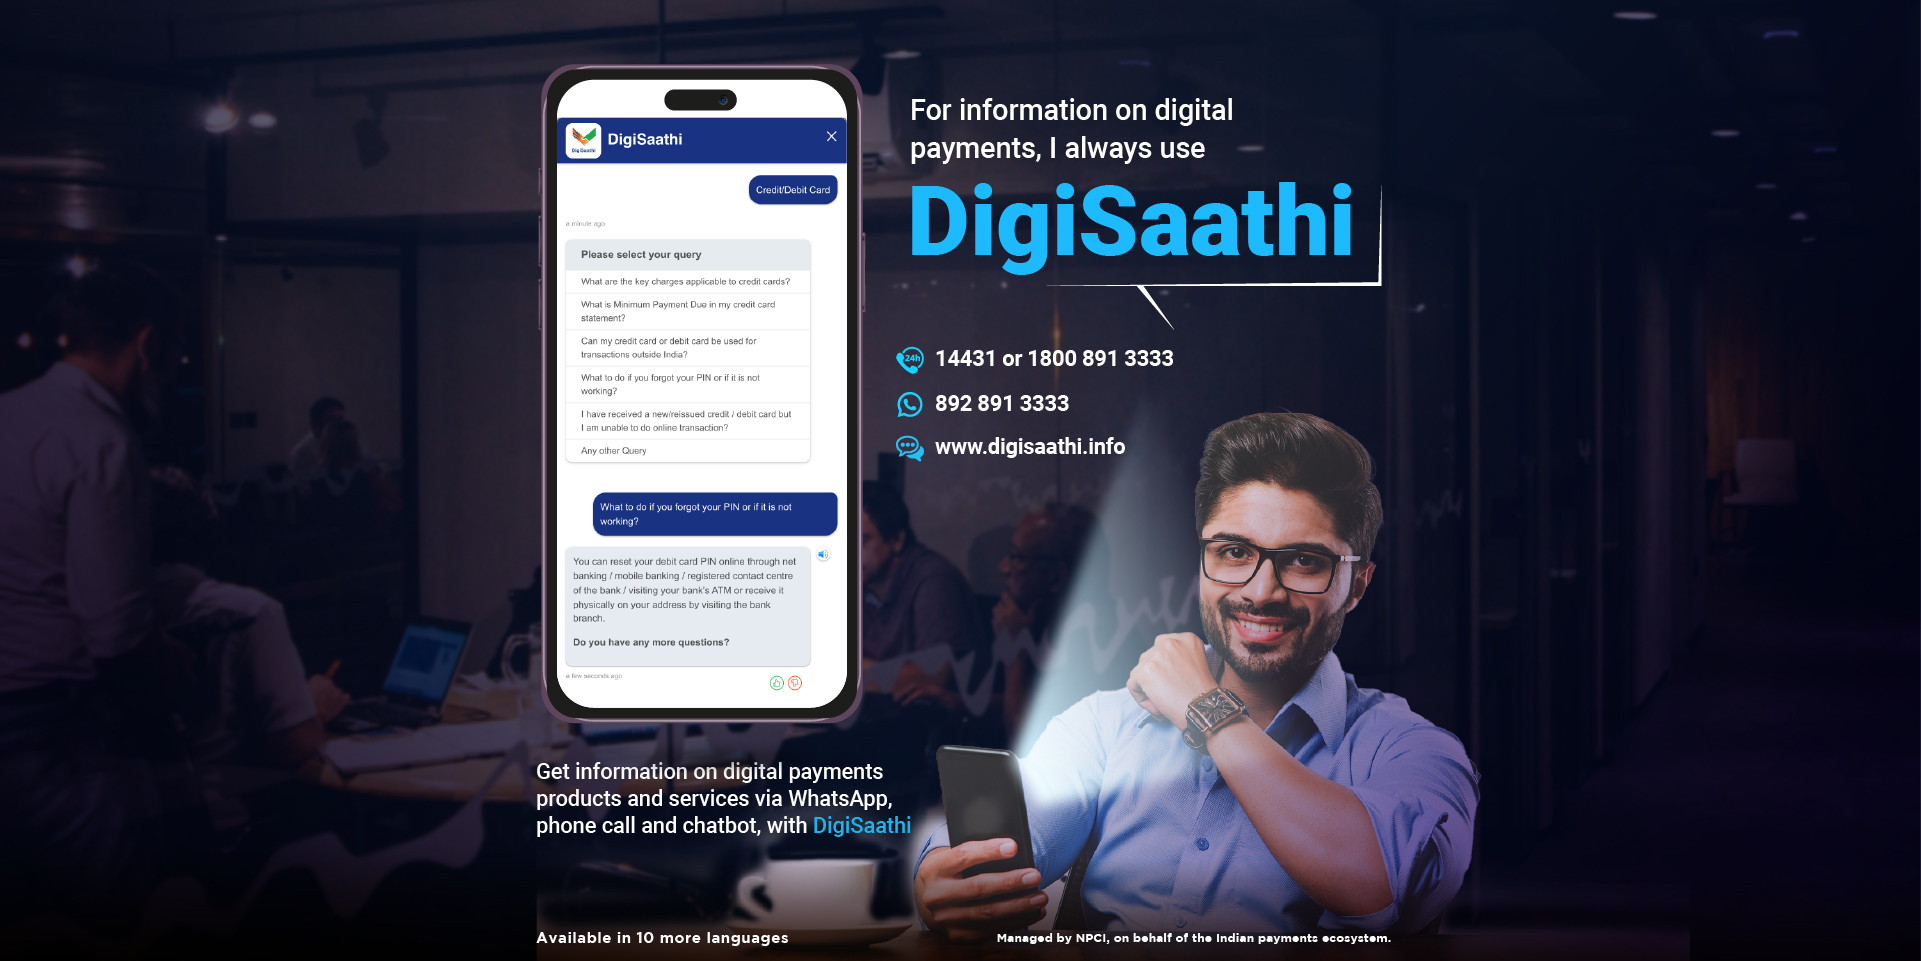 DigiSaathi
DigiSaathi
Credit/Debit Card
a minute ago
Please select your query
What are the key charges applicable to credit cards?
What is Minimum Payment Due in my credit card
statement?
Can my credit card or debit card be used for
transactions outside India?
What to do if you forgot your PIN or if it is not
working?
I have received a new/reissued credit / debit card but
I am unable to do online transaction?
Any other Query
What to do if you forgot your PIN or if it is not
working?
You can reset your debit card PIN online through net
banking / mobile banking / registered contact centre
of the bank / visiting your bank's ATM or receive it
physically on your address by visiting the bank
branch.
Do you have any more questions?
a few seconds ago
For information on digital
payments, I always use
DigiSaathi
24h
14431 or 1800 891 3333
892 891 3333
www.digisaathi.info
Get information on digital payments
products and services via WhatsApp,
phone call and chatbot, with DigiSaathi
Available in 10 more languages
Managed by NPCI, on behalf of the Indian payments ecosystem.